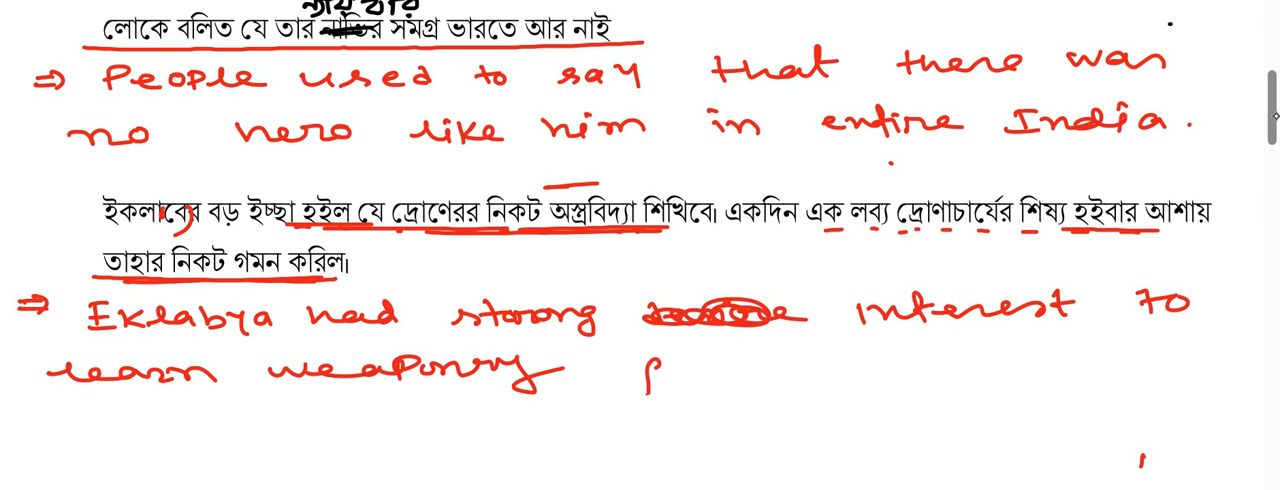 ন্যায় বীর
লোকে বলিত যে তার সমগ্র ভারতে আর নাই
⇒ People used to say that there was
no hero like him in entire India.
ইকলাব্যের বড় ইচ্ছা হইল যে দ্রোণেরর নিকট অস্ত্রবিদ্যা শিখিবে। একদিন এক লব্য দ্রোণাচার্যের শিষ্য হইবার আশায়
তাহার নিকট গমন করিল।
⇒ Eklabya had strong interest to
learn weaponry